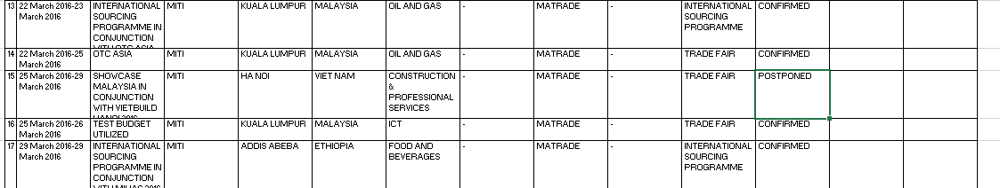 13 22 March 2016-23 March 2016 INTERNATIONAL SOURCING PROGRAMME IN CONJUNCTION WITH OTC ASIA MITI KUALA LUMPUR MALAYSIA OIL AND GAS - MATRADE - INTERNATIONAL SOURCING PROGRAMME CONFIRMED
14 22 March 2016-25 March 2016 OTC ASIA MITI KUALA LUMPUR MALAYSIA OIL AND GAS - MATRADE - TRADE FAIR CONFIRMED
15 25 March 2016-29 March 2016 SHOWCASE MALAYSIA IN CONJUNCTION WITH VIETBUILD HANOI 2016 MITI HA NOI VIET NAM CONSTRUCTION & PROFESSIONAL SERVICES - MATRADE - TRADE FAIR POSTPONED
16 25 March 2016-26 March 2016 TEST BUDGET UTILIZED MITI KUALA LUMPUR MALAYSIA ICT - MATRADE - TRADE FAIR CONFIRMED
17 29 March 2016-29 March 2016 INTERNATIONAL SOURCING PROGRAMME IN CONJUNCTION WITH MIHAS 2016 MITI ADDIS ABEBA ETHIOPIA FOOD AND BEVERAGES - MATRADE - INTERNATIONAL SOURCING PROGRAMME CONFIRMED